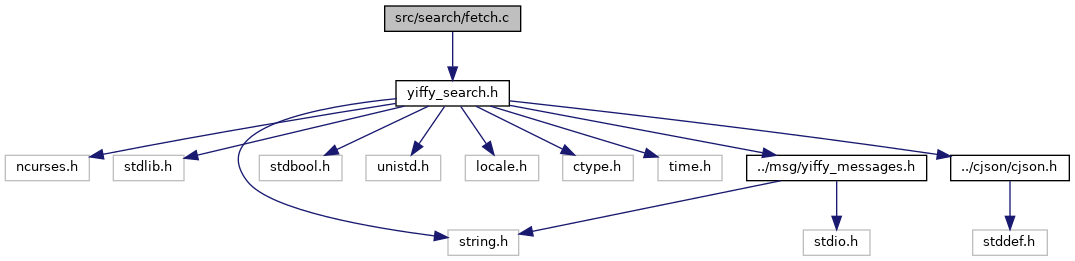 src/search/fetch.c
yiffy_search.h
ncurses.h
stdlib.h
stdbool.h
unistd.h
locale.h
ctype.h
time.h
../msg/yiffy_messages.h
../cjson/cjson.h
string.h
stdio.h
stddef.h